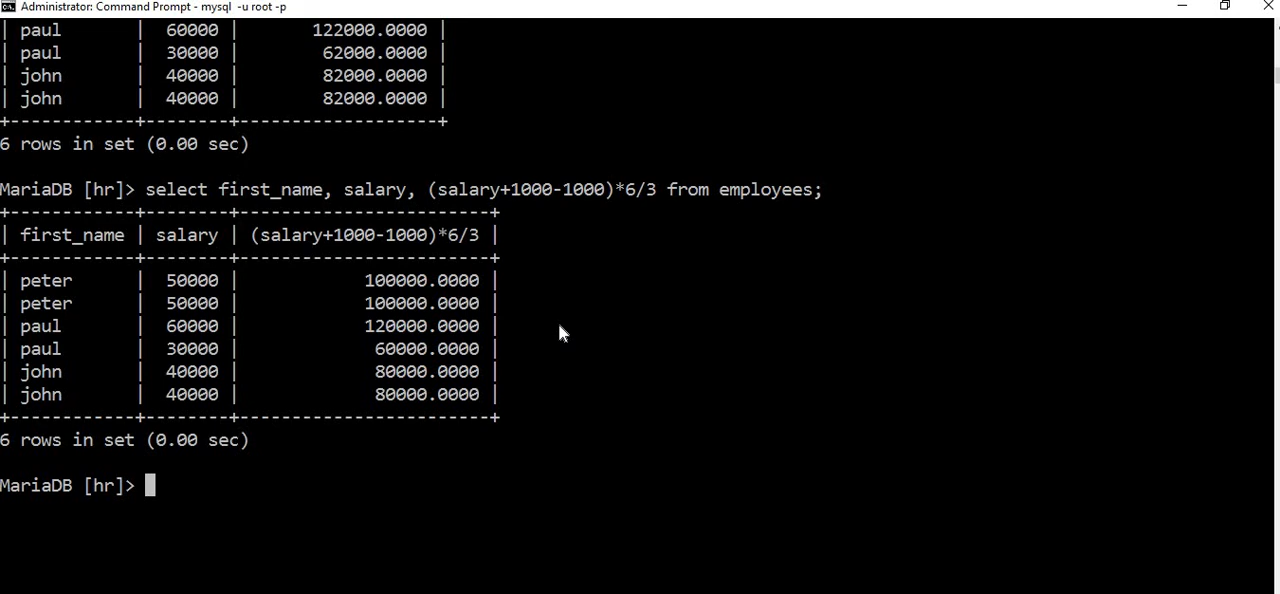 Administrator: Command Prompt - mysql -u root -p
| paul       |  60000 |       122000.0000 |
| paul       |  30000 |        62000.0000 |
| john       |  40000 |        82000.0000 |
| john       |  40000 |        82000.0000 |
+------------+--------+-------------------+
6 rows in set (0.00 sec)
MariaDB [hr]> select first_name, salary, (salary+1000-1000)*6/3 from employees;
+------------+--------+------------------------+
| first_name | salary | (salary+1000-1000)*6/3 |
+------------+--------+------------------------+
| peter      |  50000 |            100000.0000 |
| peter      |  50000 |            100000.0000 |
| paul       |  60000 |            120000.0000 |
| paul       |  30000 |             60000.0000 |
| john       |  40000 |             80000.0000 |
| john       |  40000 |             80000.0000 |
+------------+--------+------------------------+
6 rows in set (0.00 sec)
MariaDB [hr]>